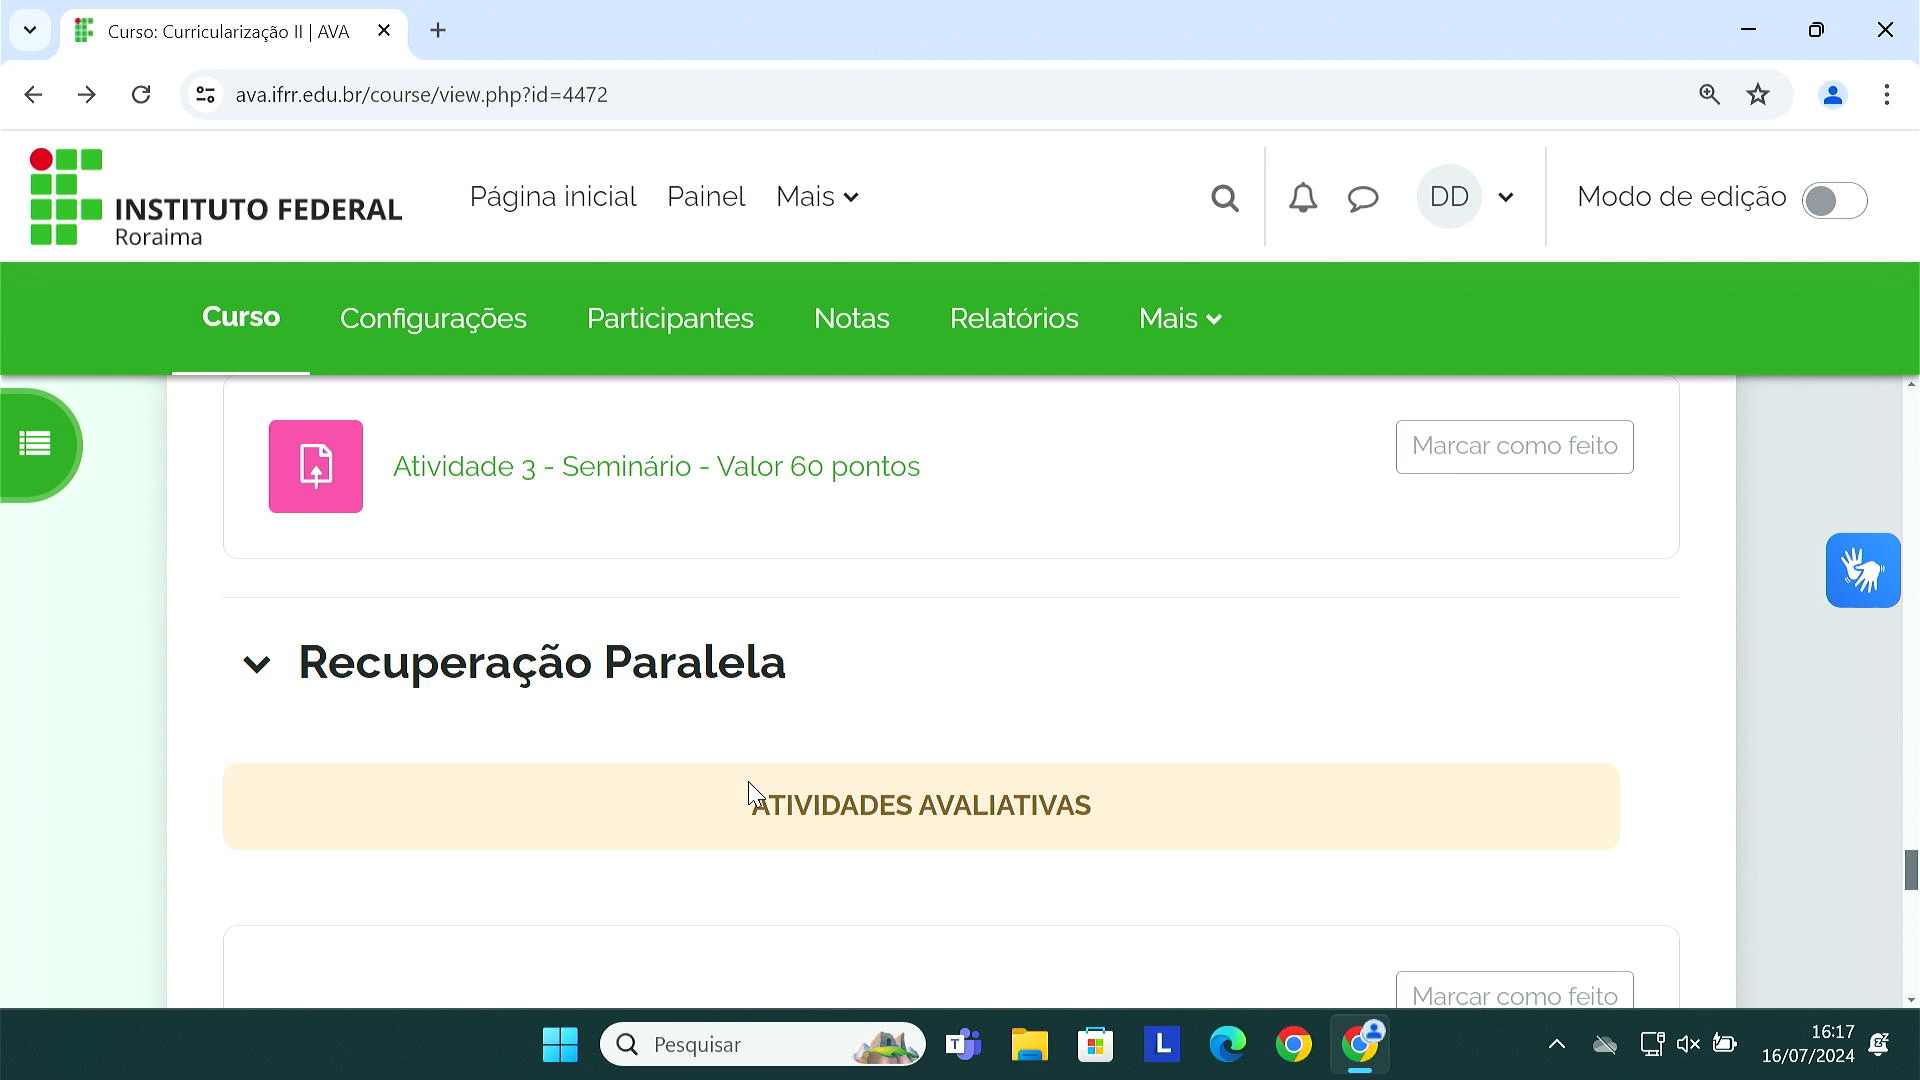 Curso: Curricularização II | AVA
ava.ifrr.edu.br/course/view.php?id=4472
INSTITUTO FEDERAL
Roraima
Página inicial
Painel
Mais
DD
Modo de edição
Curso
Configurações
Participantes
Notas
Relatórios
Mais
Atividade 3 - Seminário - Valor 60 pontos
Marcar como feito
Recuperação Paralela
ATIVIDADES AVALIATIVAS
Marcar como feito
Pesquisar
T
L
16:17
16/07/2024